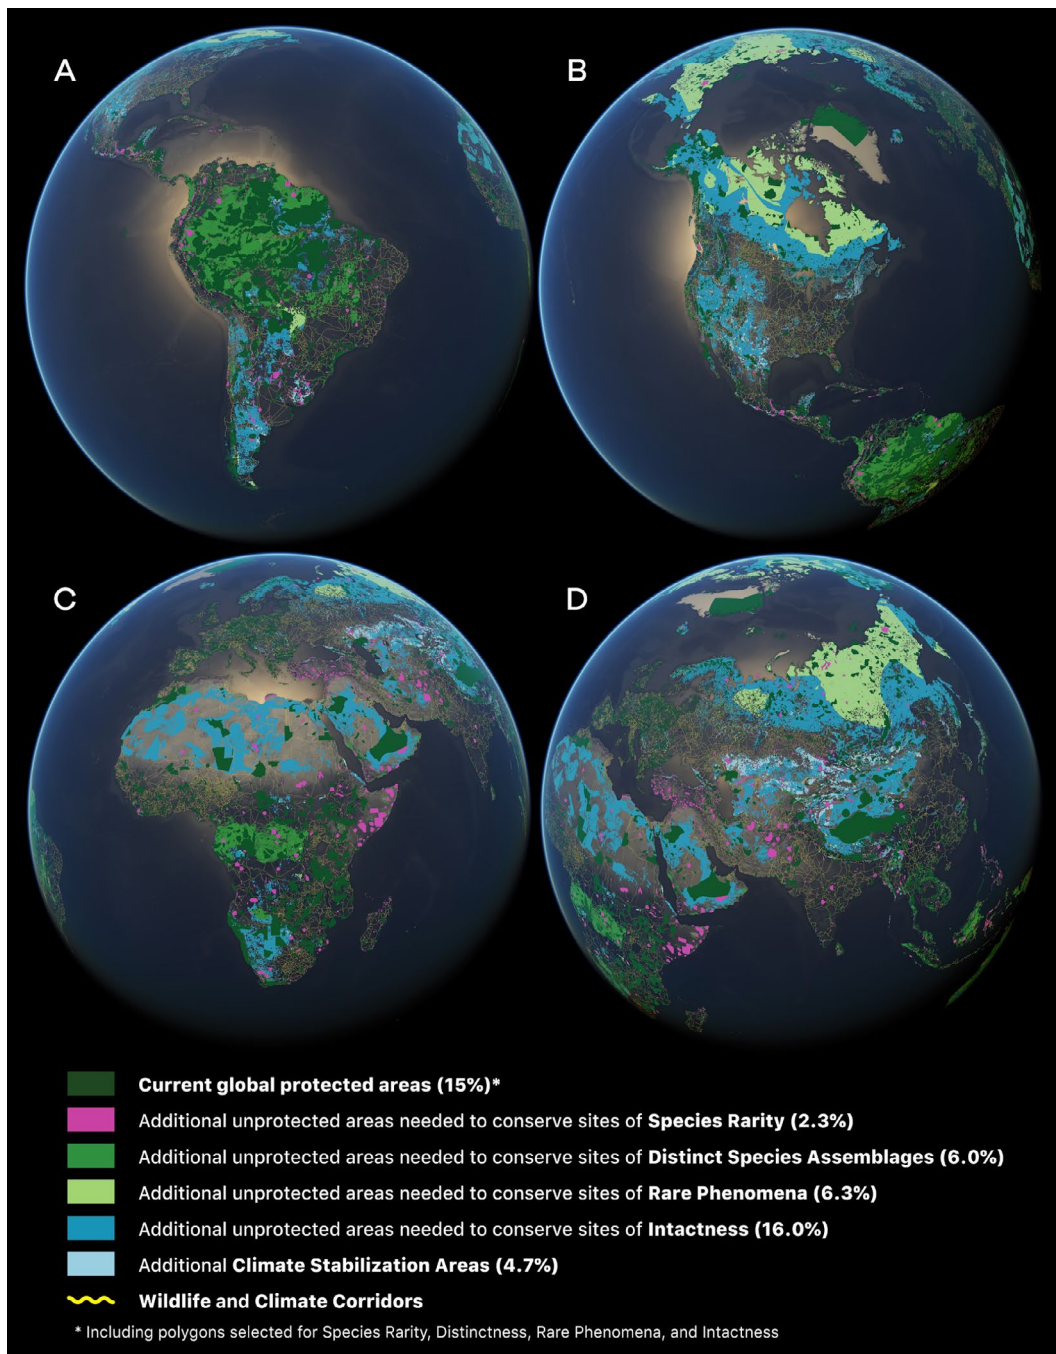 A
B
C
D
Current global protected areas (15%)*
Additional unprotected areas needed to conserve sites of Species Rarity (2.3%)
Additional unprotected areas needed to conserve sites of Distinct Species Assemblages (6.0%)
Additional unprotected areas needed to conserve sites of Rare Phenomena (6.3%)
Additional unprotected areas needed to conserve sites of Intactness (16.0%)
Additional Climate Stabilization Areas (4.7%)
Wildlife and Climate Corridors
* Including polygons selected for Species Rarity, Distinctness, Rare Phenomena, and Intactness